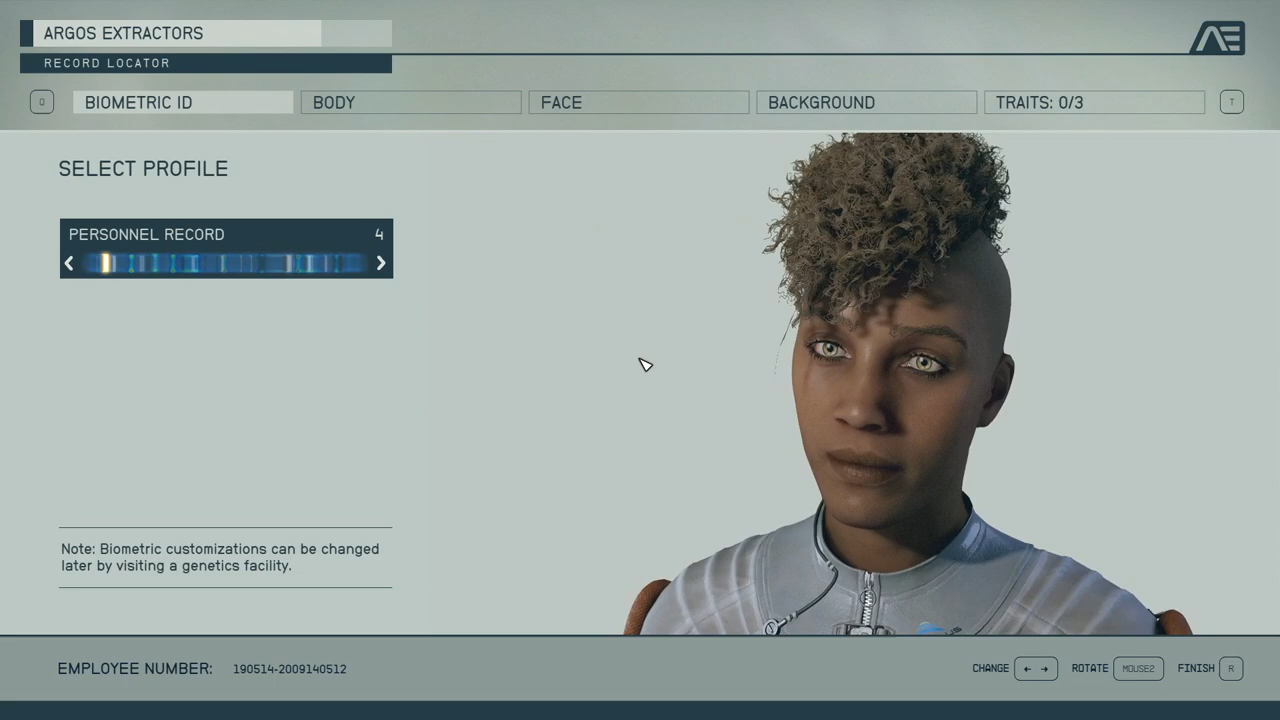 ARGOS EXTRACTORS
RECORD LOCATOR
Q BIOMETRIC ID BODY FACE BACKGROUND TRAITS: 0/3 T
SELECT PROFILE
PERSONNEL RECORD 4
Note: Biometric customizations can be changed
later by visiting a genetics facility.
EMPLOYEE NUMBER: 190514-2009140512
CHANGE ← → ROTATE MOUSE2 FINISH R